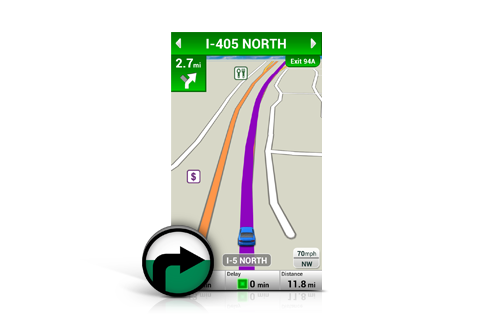 I-405 NORTH
2.7 mi
Exit 94A
$
I-5 NORTH
70mph
NW
Delay
Distance
0 min
11.8 mi